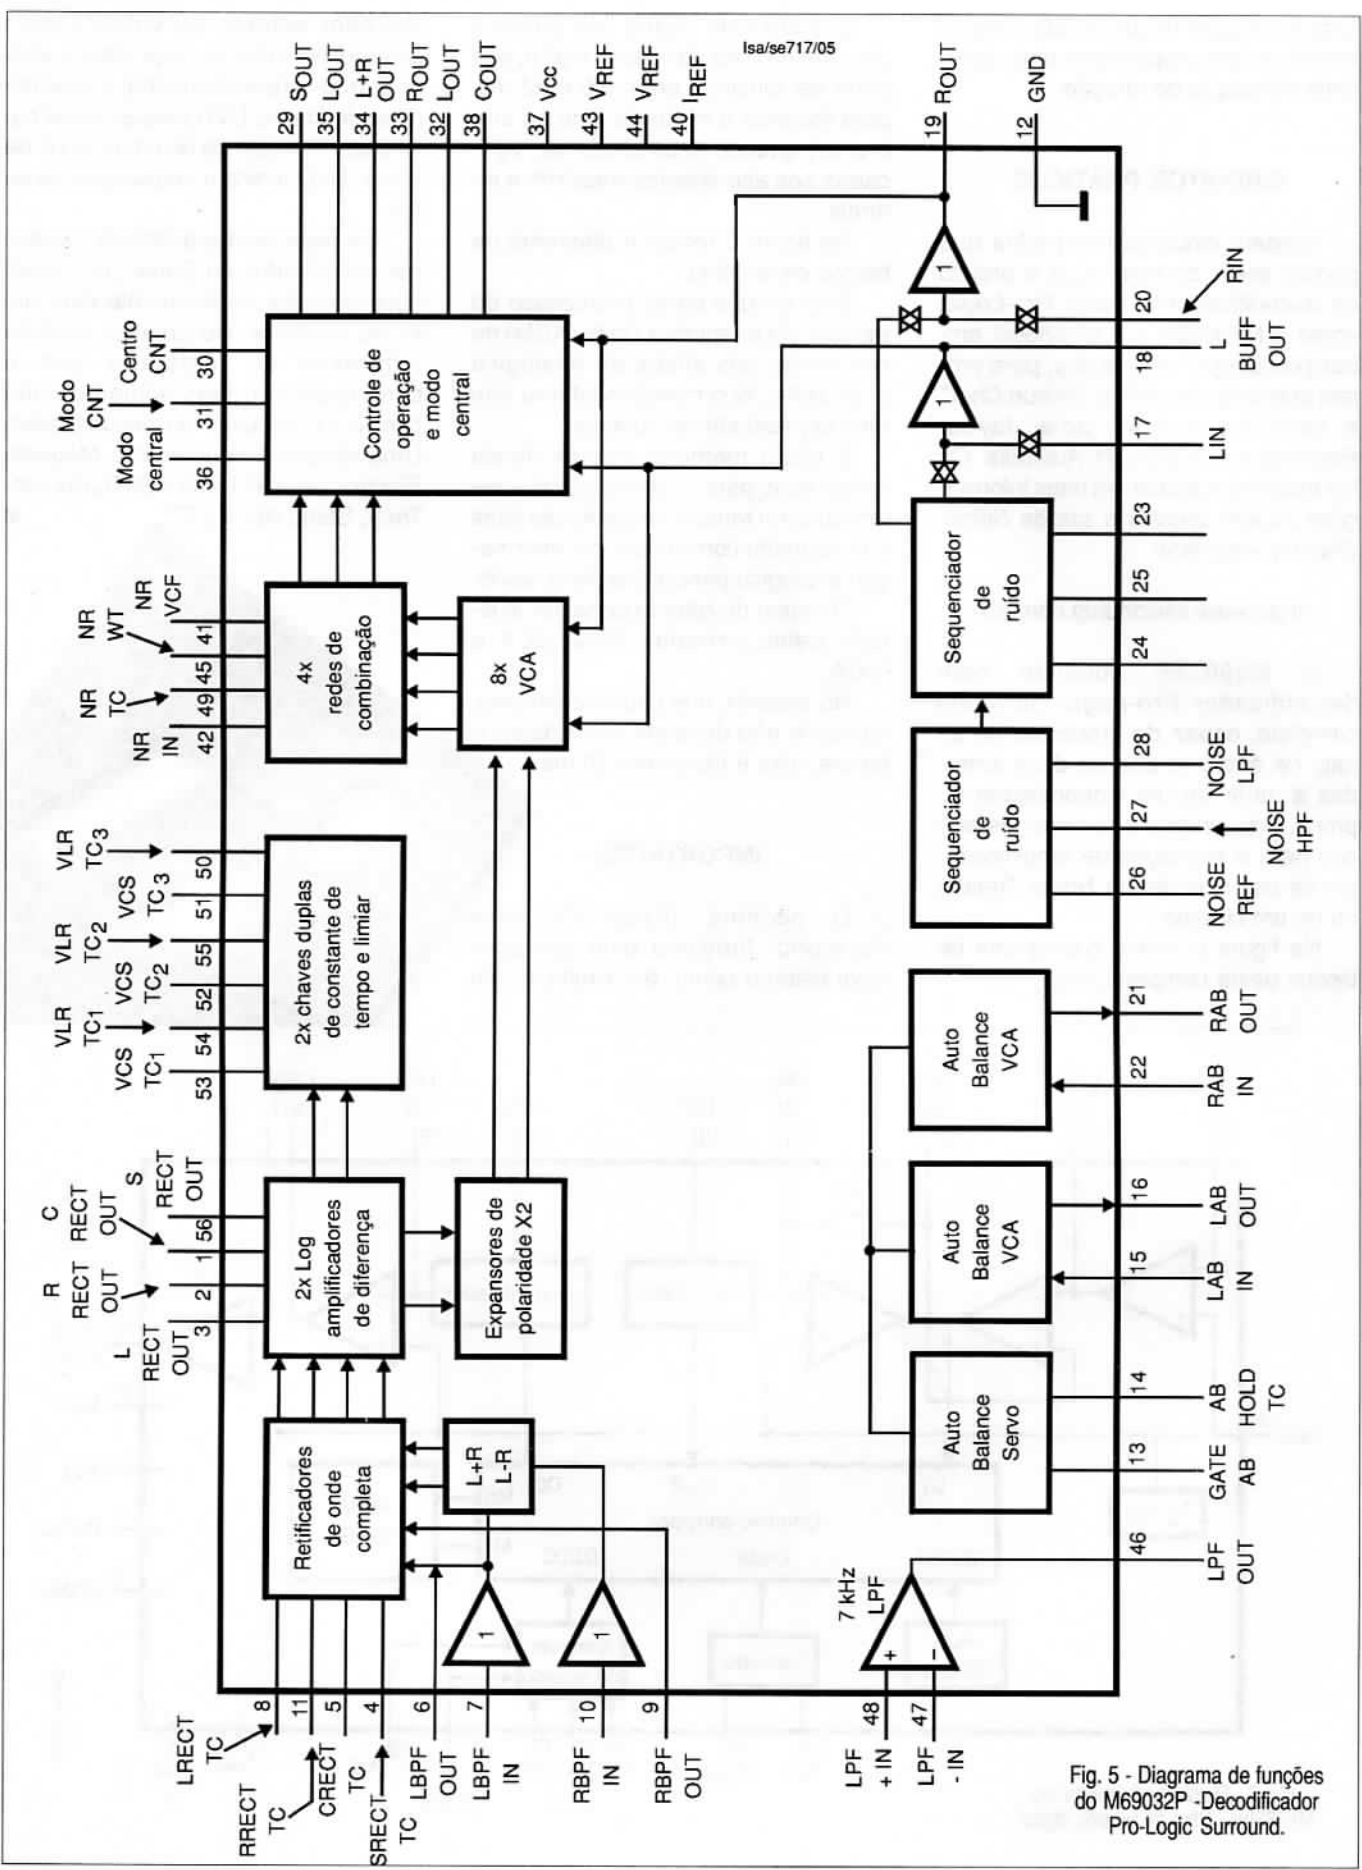 Isa/se717/05
29 SOUT
35 LOUT
34 L+R OUT
33 ROUT
32 LOUT
38 COUT
37 Vcc
43 VREF
44 VREF
40 IREF
19 ROUT
12 GND
Centro CNT
30
Modo CNT
31
Modo central
36
Controle de
operação
e modo
central
1
20
RIN
18
L BUFF OUT
1
17
LIN
NR VCF
41
NR WT
45
NR TC
49
NR IN
42
4x
redes de
combinação
8x
VCA
Sequenciador
de
ruído
23
25
24
VLR TC3
50
VCS TC3
51
VLR TC2
55
VCS TC2
52
VLR TC1
54
VCS TC1
53
2x chaves duplas
de constante de
tempo e limiar
Sequenciador
de
ruído
28
NOISE LPF
27
NOISE HPF
26
NOISE REF
S RECT OUT
56
C RECT OUT
1
R RECT OUT
2
L RECT OUT
3
2x Log
amplificadores
de diferença
Expansores de
polaridade X2
Auto
Balance
VCA
21
RAB OUT
22
RAB IN
Auto
Balance
VCA
16
LAB OUT
15
LAB IN
Auto
Balance
Servo
14
AB HOLD TC
13
GATE AB
Retificadores
de onde
completa
L+R
L-R
1
1
7 kHz
LPF
+
−
46
LPF OUT
8
LRECT TC
11
RRECT TC
5
CRECT TC
4
SRECT TC
6
LBPF OUT
7
LBPF IN
10
RBPF IN
9
RBPF OUT
48
LPF + IN
47
LPF - IN
Fig. 5 - Diagrama de funções
do M69032P -Decodificador
Pro-Logic Surround.